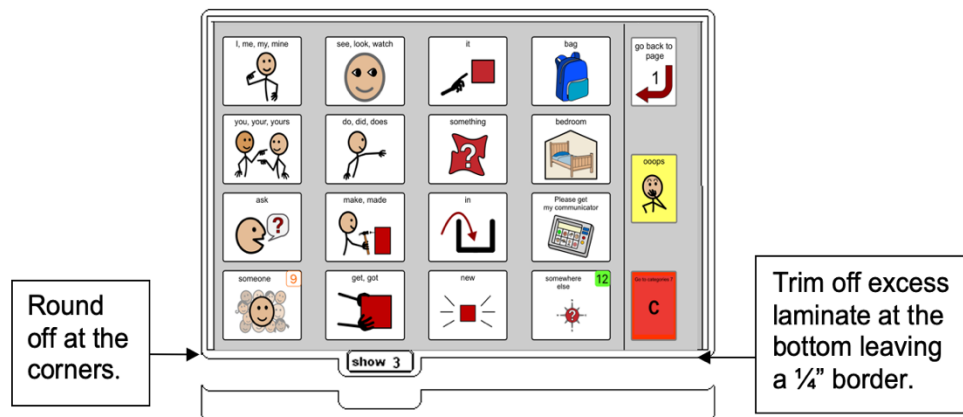 I, me, my, mine
see, look, watch
it
bag
go back to
page
1
you, your, yours
do, did, does
something
?
bedroom
ooops
ask
?
make, made
in
Please get
my communicator
someone
9
get, got
new
somewhere
else
12
?
Go to categories 7
C
show 3
Round
off at the
corners.
Trim off excess
laminate at the
bottom leaving
a ¼” border.